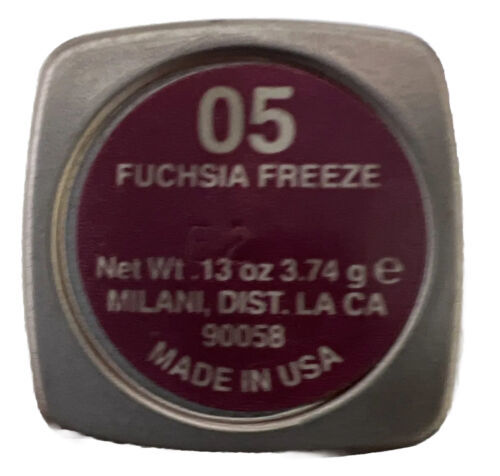 05
FUCHSIA FREEZE
Net Wt .13 oz 3.74 g e
MILANI, DIST. LA CA
90058
MADE IN USA